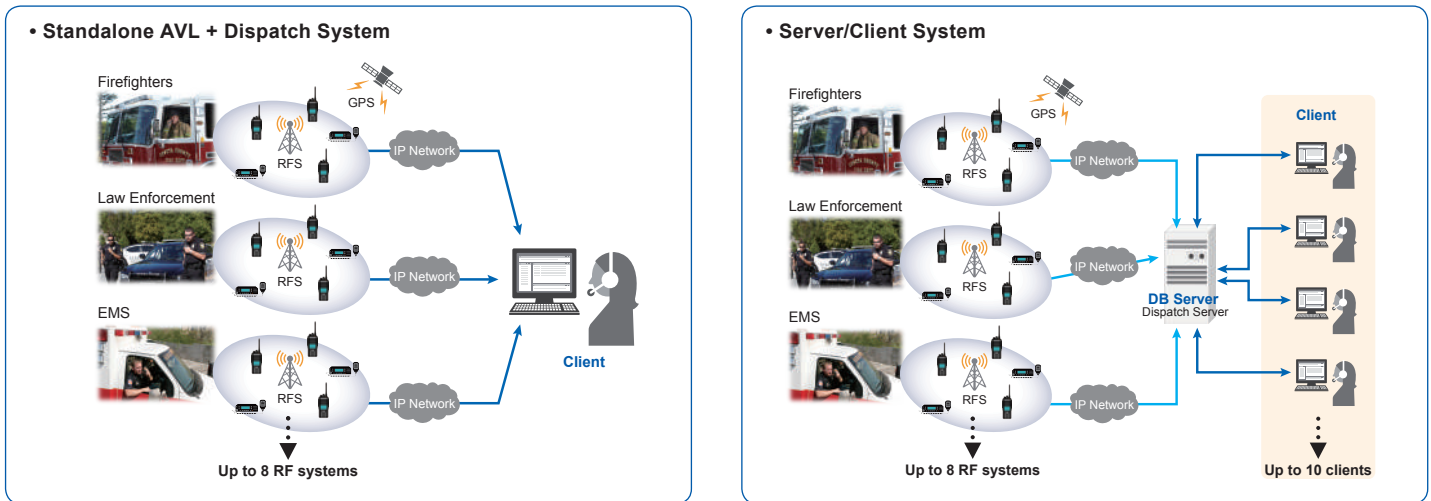 • Standalone AVL + Dispatch System
Firefighters
GPS
RFS
IP Network
Law Enforcement
RFS
IP Network
EMS
RFS
IP Network
Client
Up to 8 RF systems
• Server/Client System
Firefighters
GPS
RFS
IP Network
Law Enforcement
RFS
IP Network
EMS
RFS
IP Network
DB Server
Dispatch Server
Client
Up to 8 RF systems
Up to 10 clients